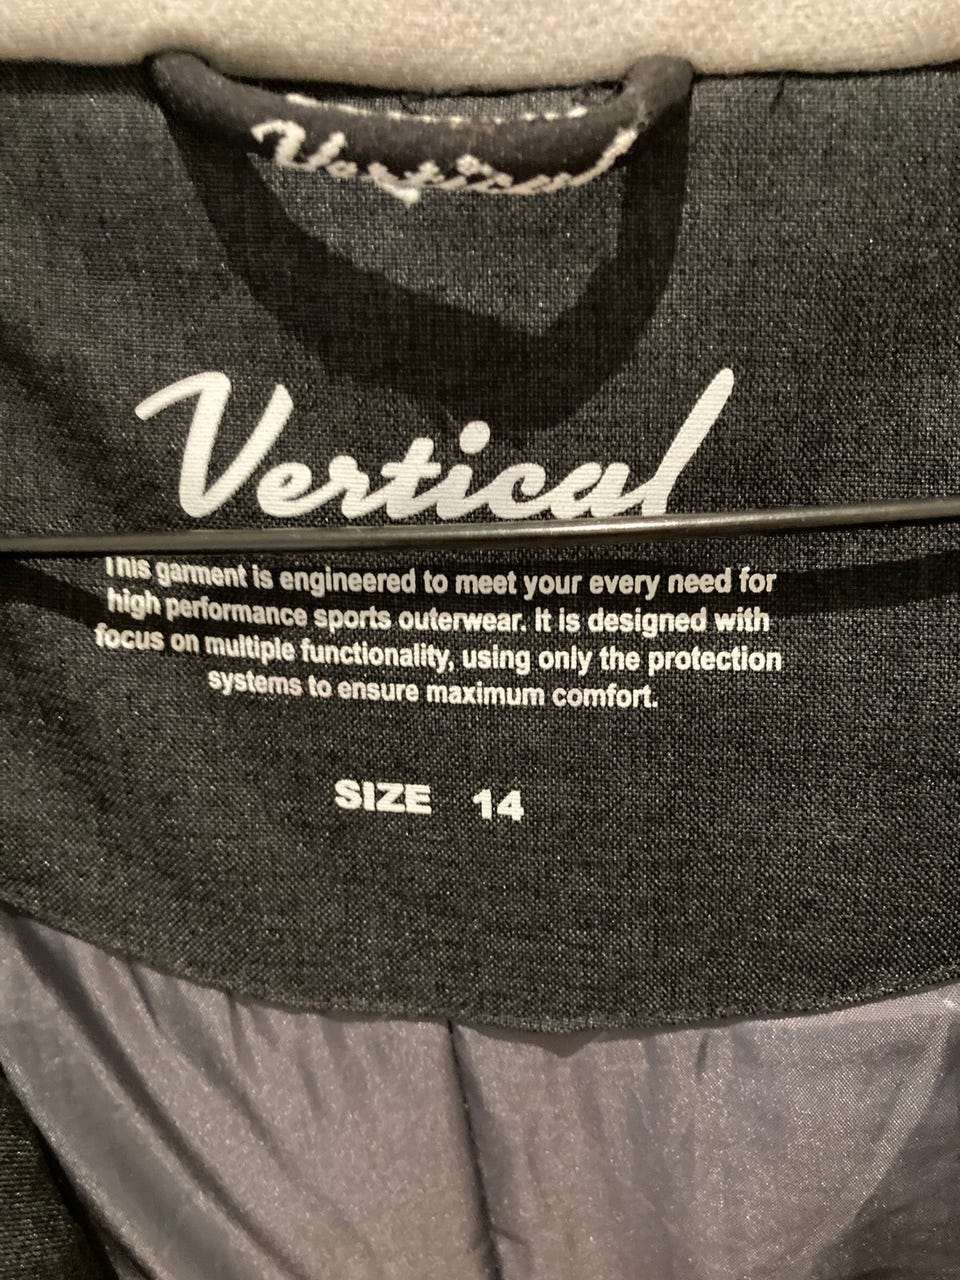 Vertical
Vertical
This garment is engineered to meet your every need for
high performance sports outerwear. It is designed with
focus on multiple functionality, using only the protection
systems to ensure maximum comfort.
SIZE 14